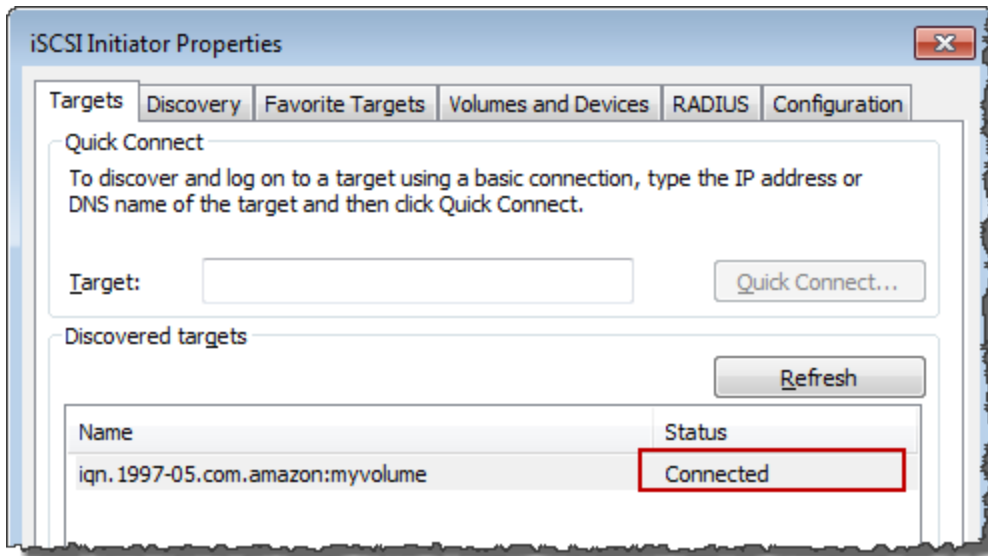 iSCSI Initiator Properties
Targets Discovery Favorite Targets Volumes and Devices RADIUS Configuration
Quick Connect
To discover and log on to a target using a basic connection, type the IP address or
DNS name of the target and then click Quick Connect.
Target: Quick Connect...
Discovered targets
Refresh
Name Status
iqn.1997-05.com.amazon:myvolume Connected